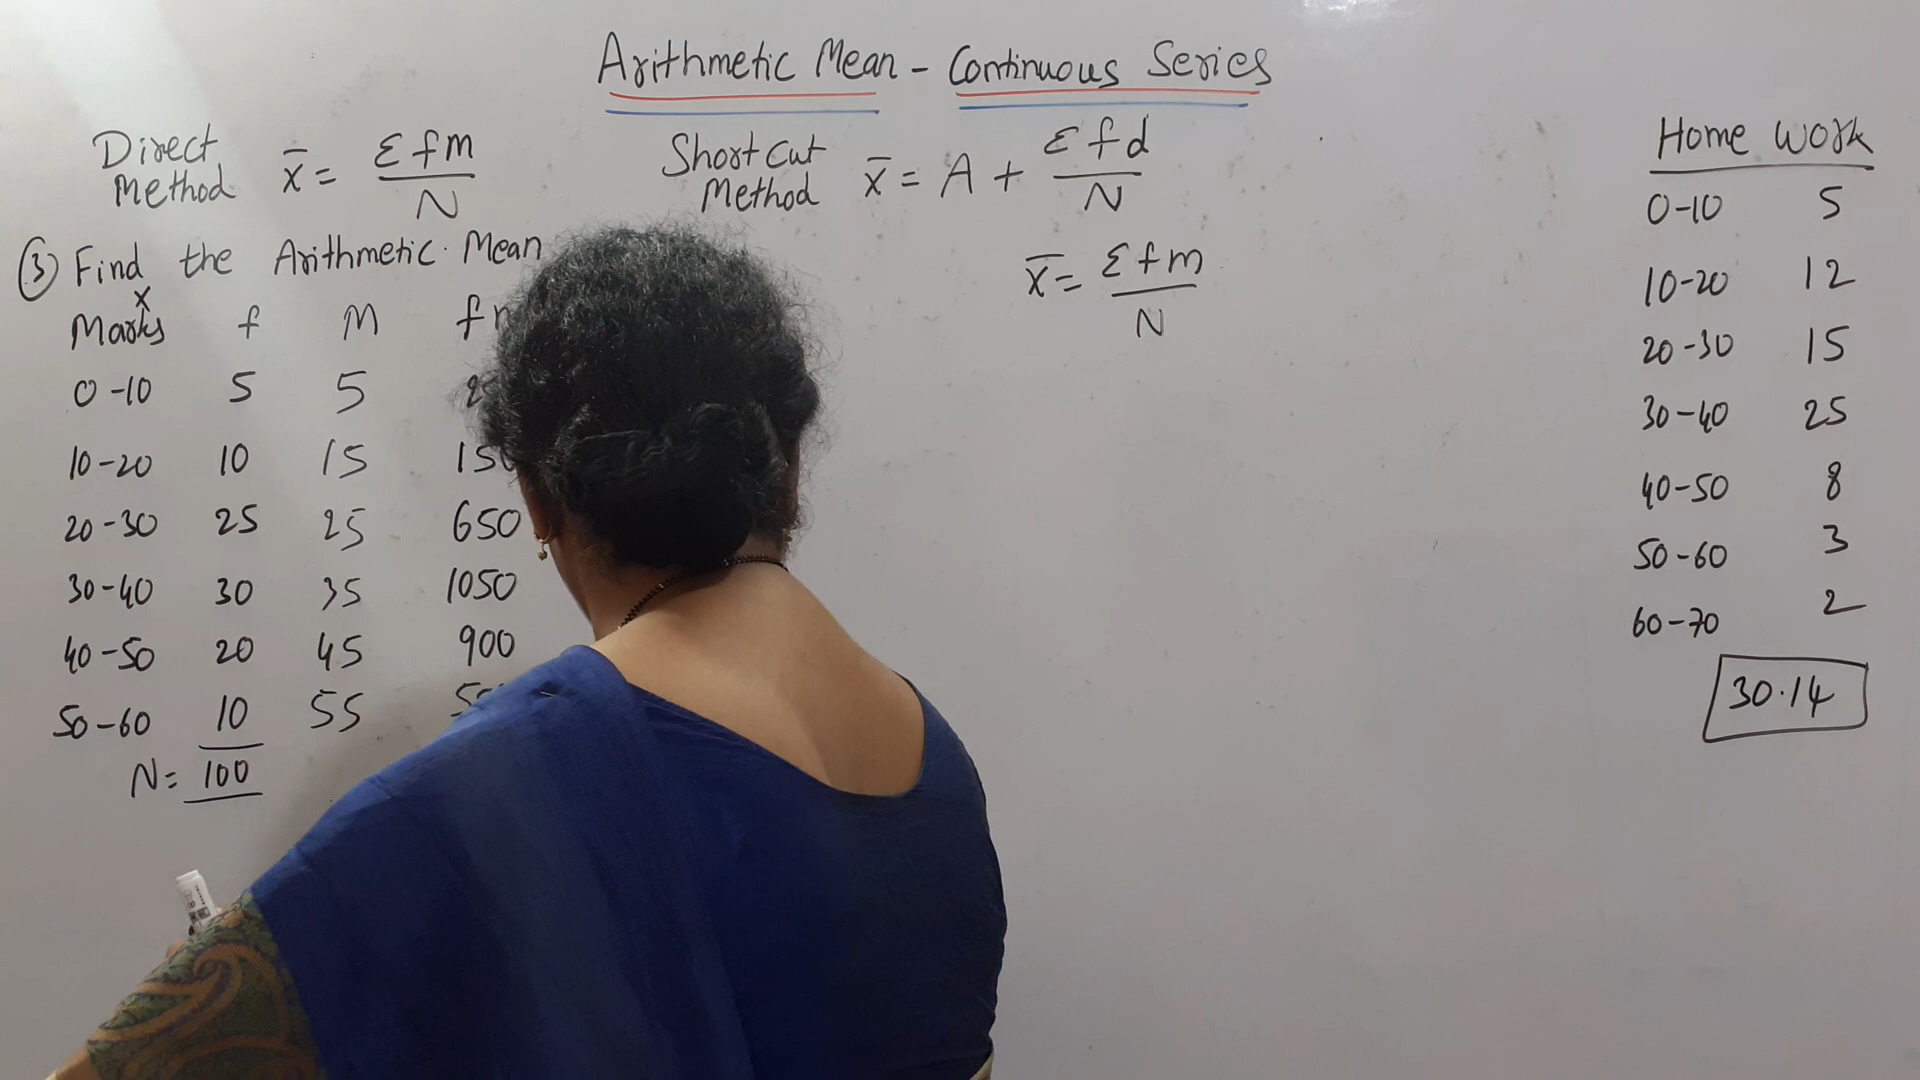 Arithmetic Mean - Continuous Series
Direct Method x̄ = Σfm / N
Shortcut Method x̄ = A + Σfd / N
(3) Find the Arithmetic Mean
x̄ = Σfm / N
x
Marks f M
0-10 5 5
10-20 10 15
20-30 25 25 650
30-40 30 35 1050
40-50 20 45 900
50-60 10 55
N = 100
Home Work
0-10 5
10-20 12
20-30 15
30-40 25
40-50 8
50-60 3
60-70 2
30.14